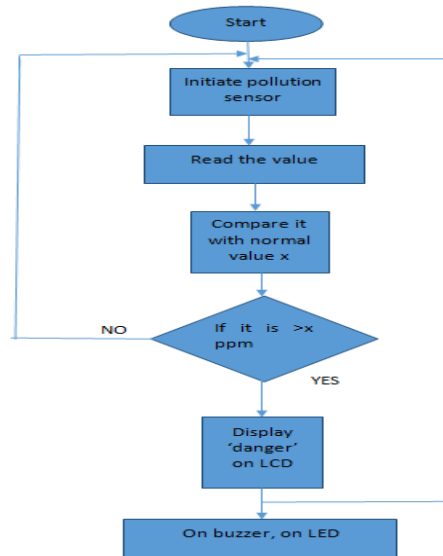 Start
Initiate pollution
sensor
Read the value
Compare it
with normal
value x
If it is >x
ppm
NO
YES
Display
‘danger’
on LCD
On buzzer, on LED